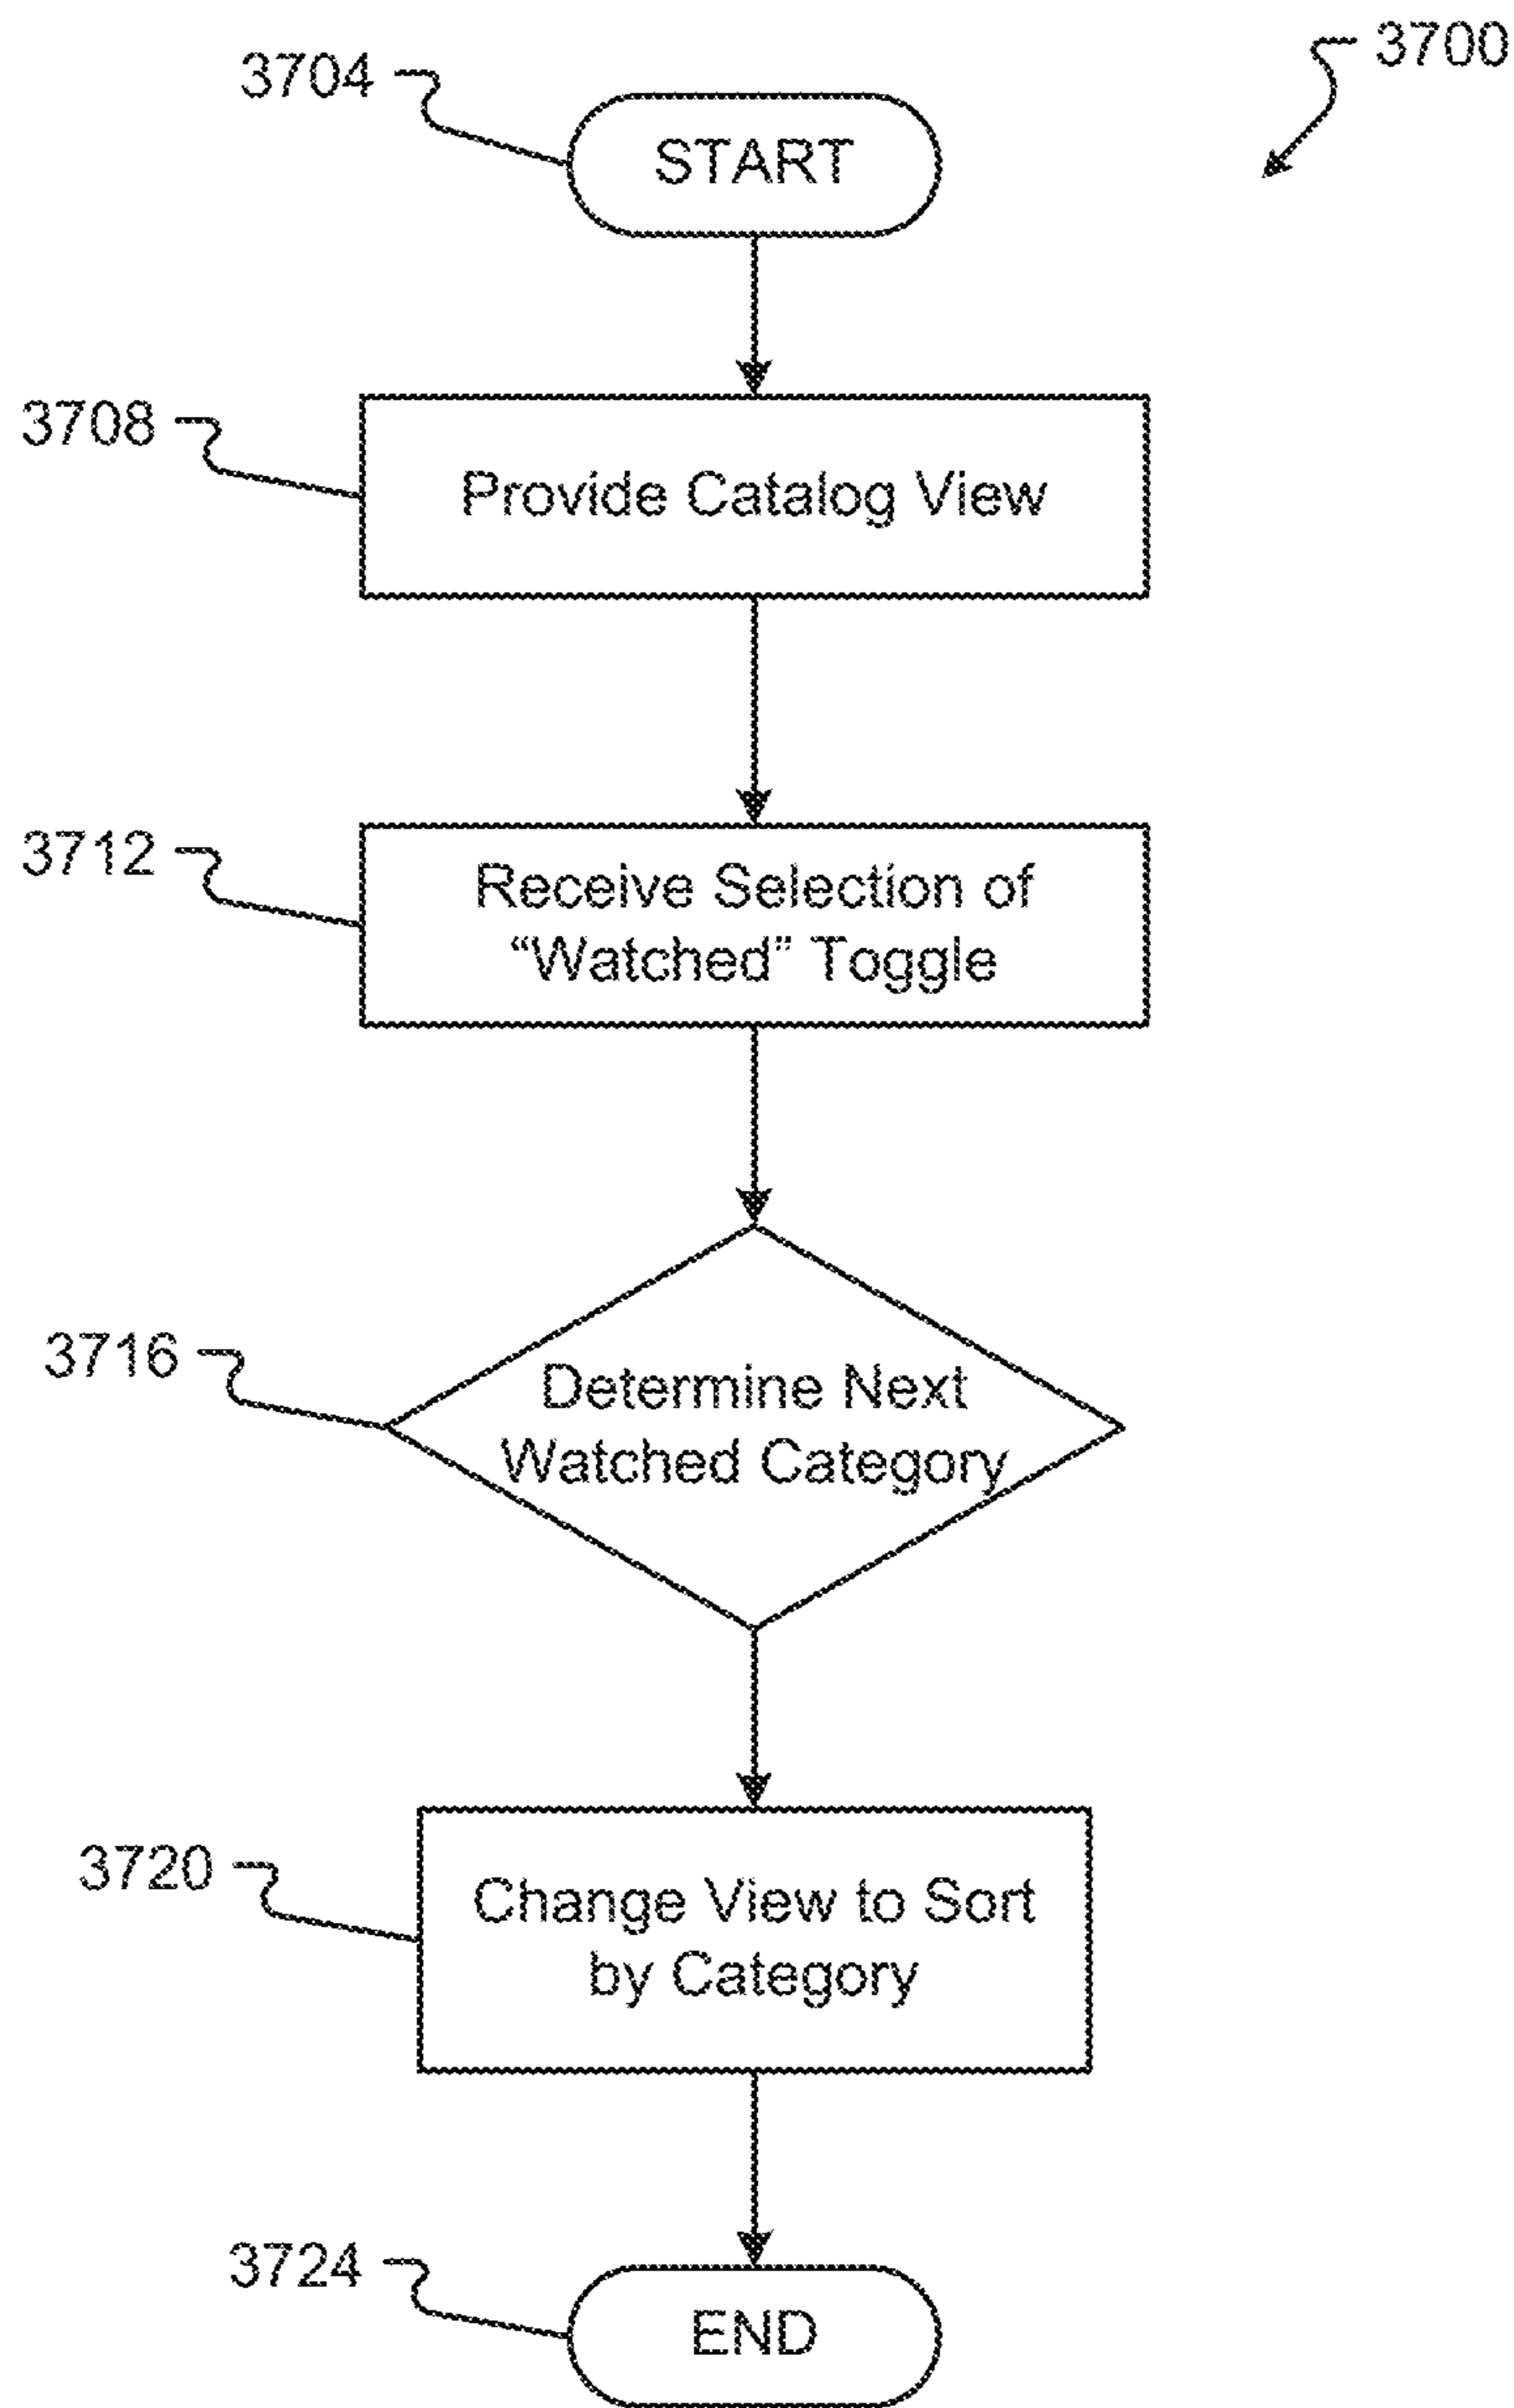 3700
3704
START
3708
Provide Catalog View
3712
Receive Selection of
“Watched” Toggle
3716
Determine Next
Watched Category
3720
Change View to Sort
by Category
3724
END